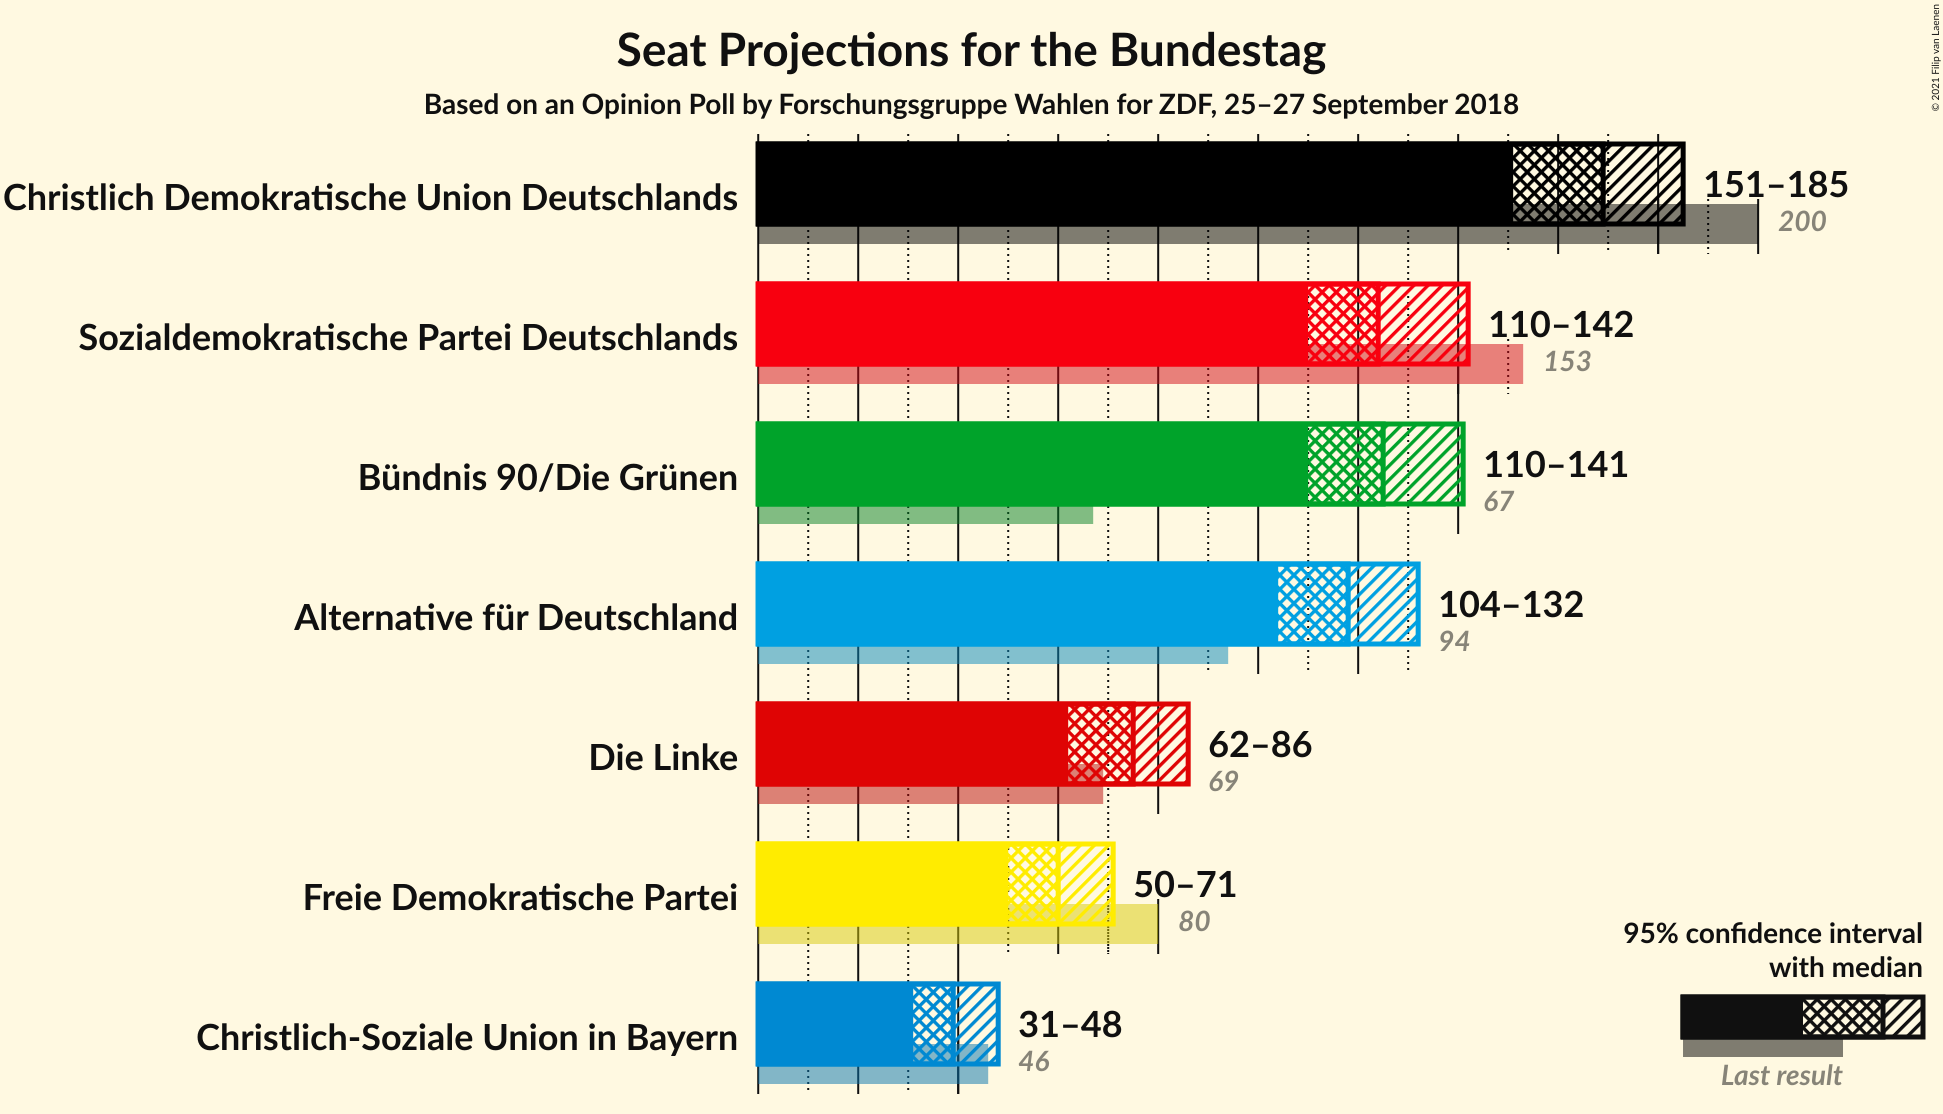 Seat Projections for the Bundestag
Based on an Opinion Poll by Forschungsgruppe Wahlen for ZDF, 25–27 September 2018
© 2021 Filip van Laenen
Christlich Demokratische Union Deutschlands
151–185
200
Sozialdemokratische Partei Deutschlands
110–142
153
Bündnis 90/Die Grünen
110–141
67
Alternative für Deutschland
104–132
94
Die Linke
62–86
69
Freie Demokratische Partei
50–71
80
Christlich-Soziale Union in Bayern
31–48
46
95% confidence interval
with median
Last result